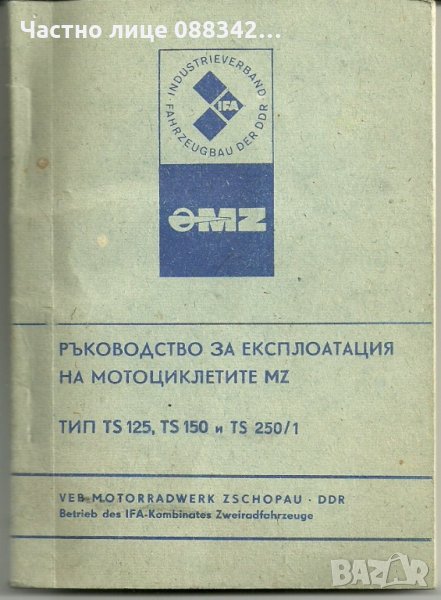 Частно лице 088342...
INDUSTRIEVERBAND
FAHRZEUGBAU DER DDR
IFA
MZ
РЪКОВОДСТВО ЗА ЕКСПЛОАТАЦИЯ
НА МОТОЦИКЛЕТИТЕ MZ
ТИП TS 125, TS 150 и TS 250/1
VEB MOTORRADWERK ZSCHOPAU · DDR
Betrieb des IFA-Kombinates Zweiradfahrzeuge
BAZAR